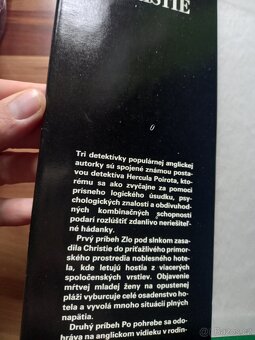 ISTIE
Tri detektívky populárnej anglickej
autorky sú spojené známou posta-
vou detektíva Hercula Poirota, kto-
rému sa ako zvyčajne za pomoci
prísneho logického úsudku, psy-
chologických znalostí a obdivuhod-
ných kombinačných schopností
podarí rozlúštiť zdanlivo neriešiteľ-
né hádanky.
Prvý príbeh Zlo pod slnkom zasa-
dila Christie do príťažlivého primor-
ského prostredia noblesného hote-
la, kde letujú hostia z viacerých
spoločenských vrstiev. Objavenie
mŕtvej mladej ženy na opustenej
pláži vyburcuje celé osadenstvo ho-
tela a vyvolá mnoho situačného
napätia.
Druhý príbeh Po pohrebe sa odo-
hráva na anglickom vidieku v rodin-